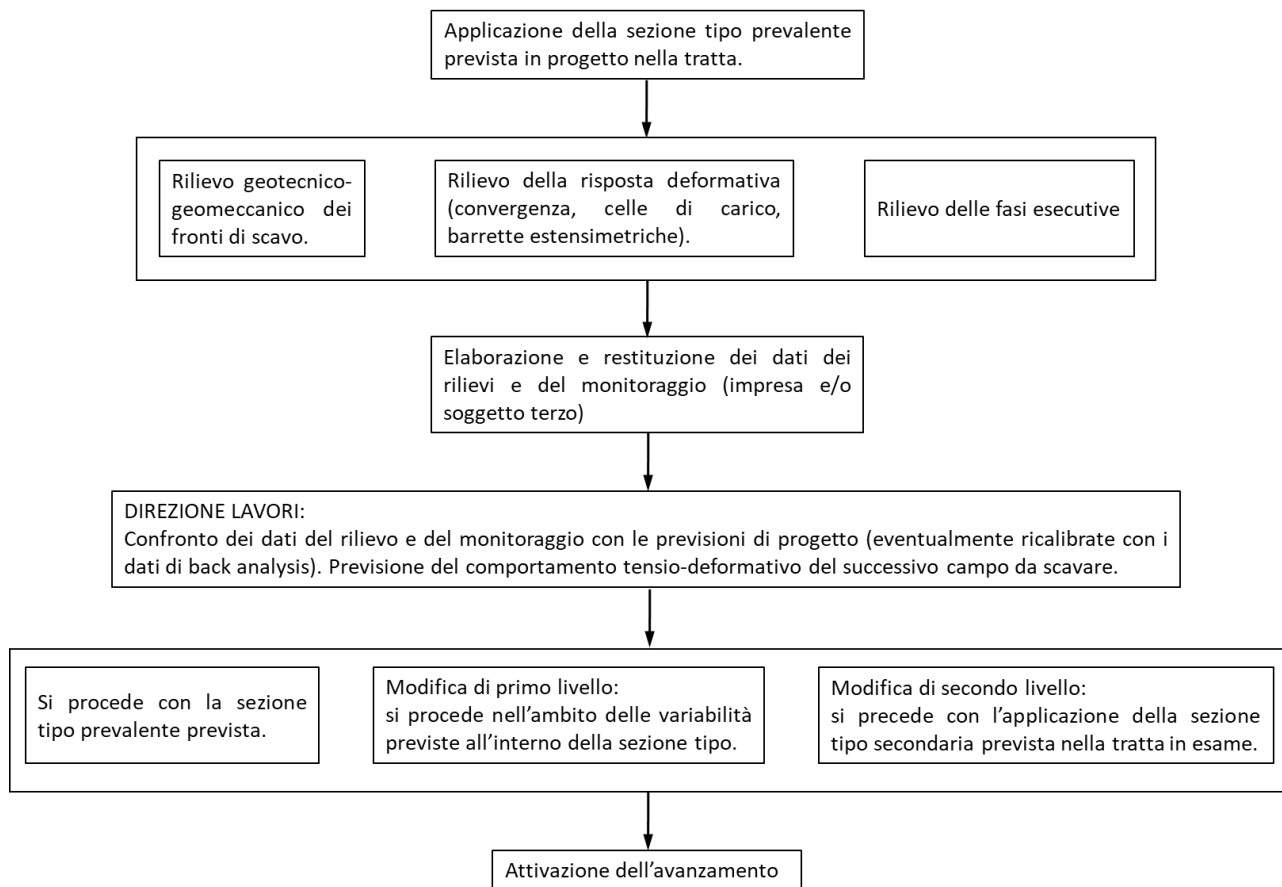 Applicazione della sezione tipo prevalente
prevista in progetto nella tratta.
Rilievo geotecnico-
geomeccanico dei
fronti di scavo.
Rilievo della risposta deformativa
(convergenza, celle di carico,
barrette estensimetriche).
Rilievo delle fasi esecutive
Elaborazione e restituzione dei dati dei
rilievi e del monitoraggio (impresa e/o
soggetto terzo)
DIREZIONE LAVORI:
Confronto dei dati del rilievo e del monitoraggio con le previsioni di progetto (eventualmente ricalibrate con i
dati di back analysis). Previsione del comportamento tensio-deformativo del successivo campo da scavare.
Si procede con la sezione
tipo prevalente prevista.
Modifica di primo livello:
si procede nell’ambito delle variabilità
previste all’interno della sezione tipo.
Modifica di secondo livello:
si precede con l’applicazione della sezione
tipo secondaria prevista nella tratta in esame.
Attivazione dell’avanzamento